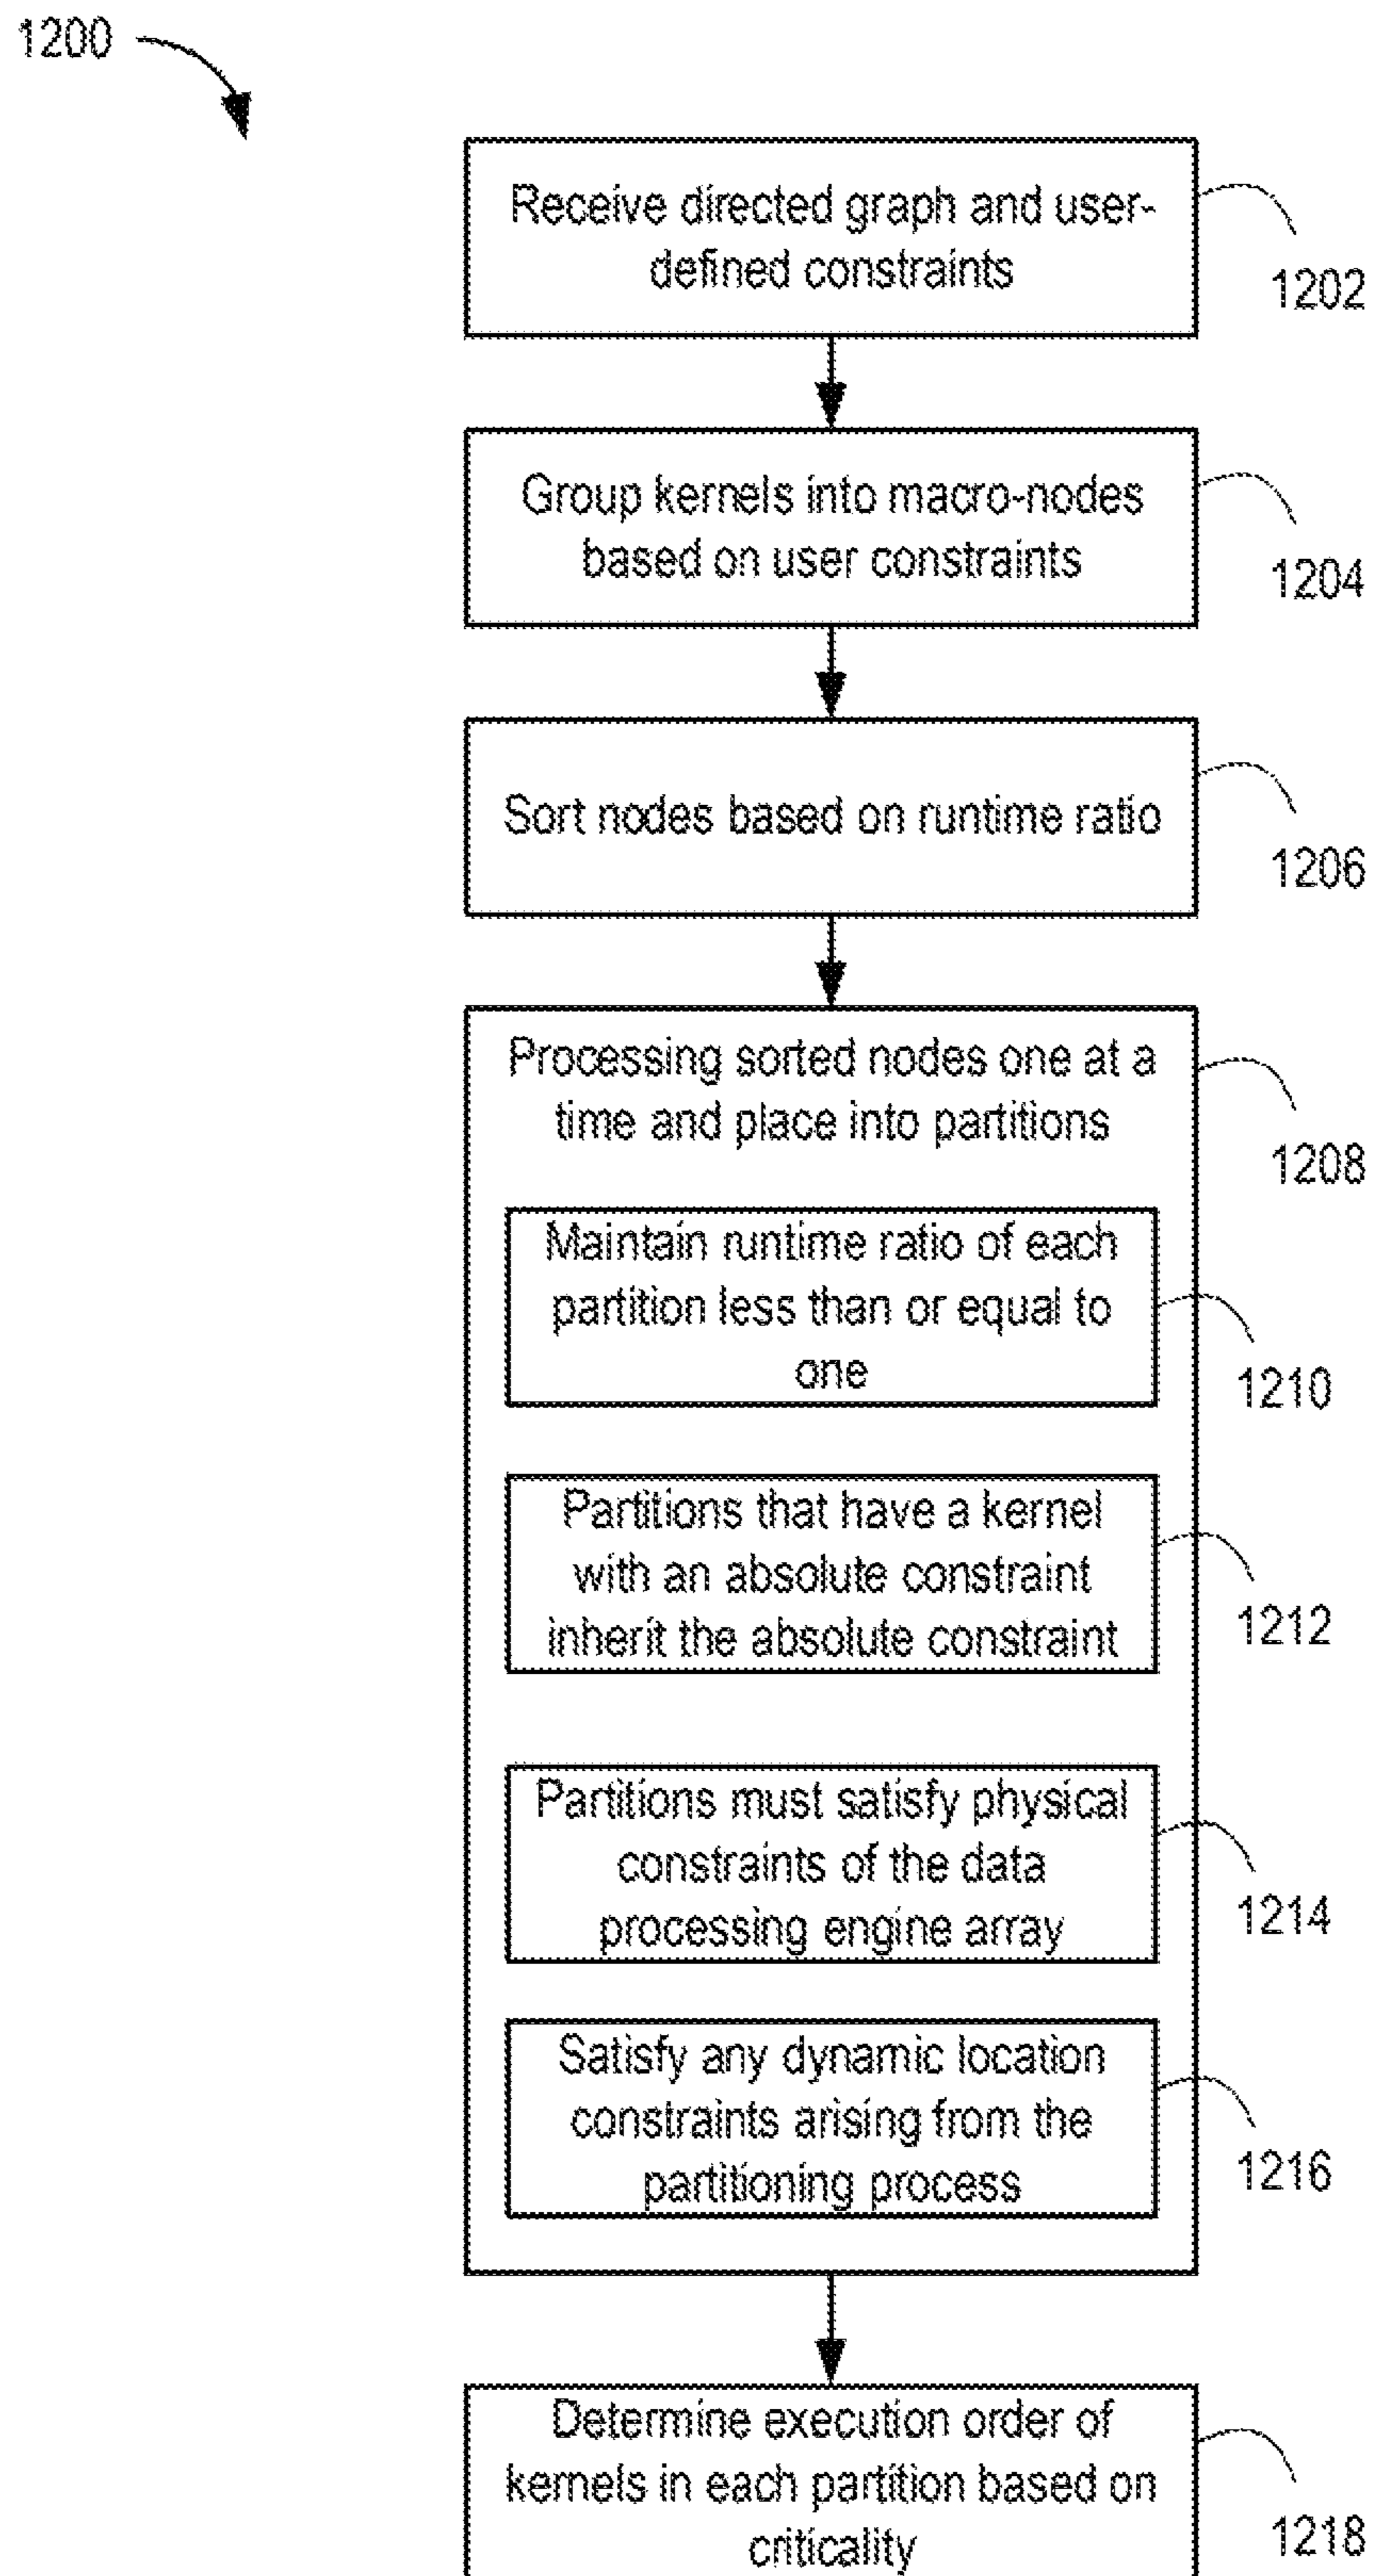 1200
Receive directed graph and user-
defined constraints
1202
Group kernels into macro-nodes
based on user constraints
1204
Sort nodes based on runtime ratio
1206
Processing sorted nodes one at a
time and place into partitions
1208
Maintain runtime ratio of each
partition less than or equal to
one
1210
Partitions that have a kernel
with an absolute constraint
inherit the absolute constraint
1212
Partitions must satisfy physical
constraints of the data
processing engine array
1214
Satisfy any dynamic location
constraints arising from the
partitioning process
1216
Determine execution order of
kernels in each partition based on
criticality
1218